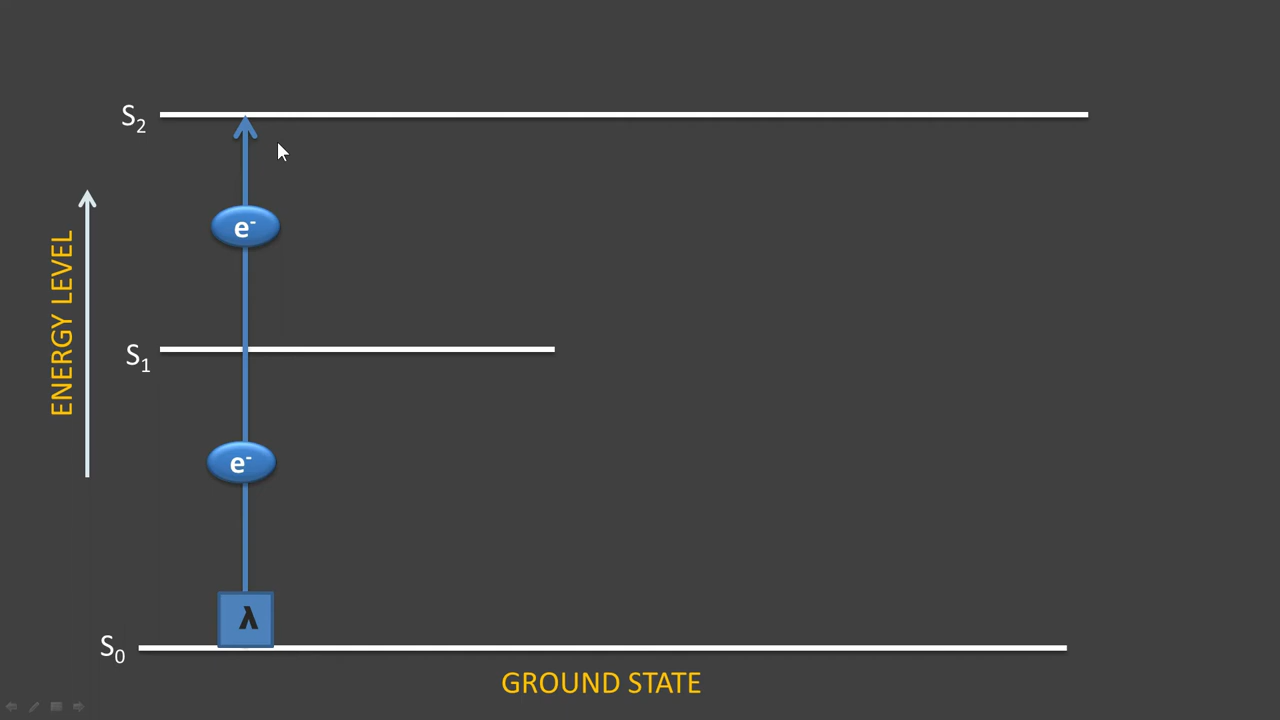 S₂
e⁻
ENERGY LEVEL
S₁
e⁻
λ
S₀
GROUND STATE